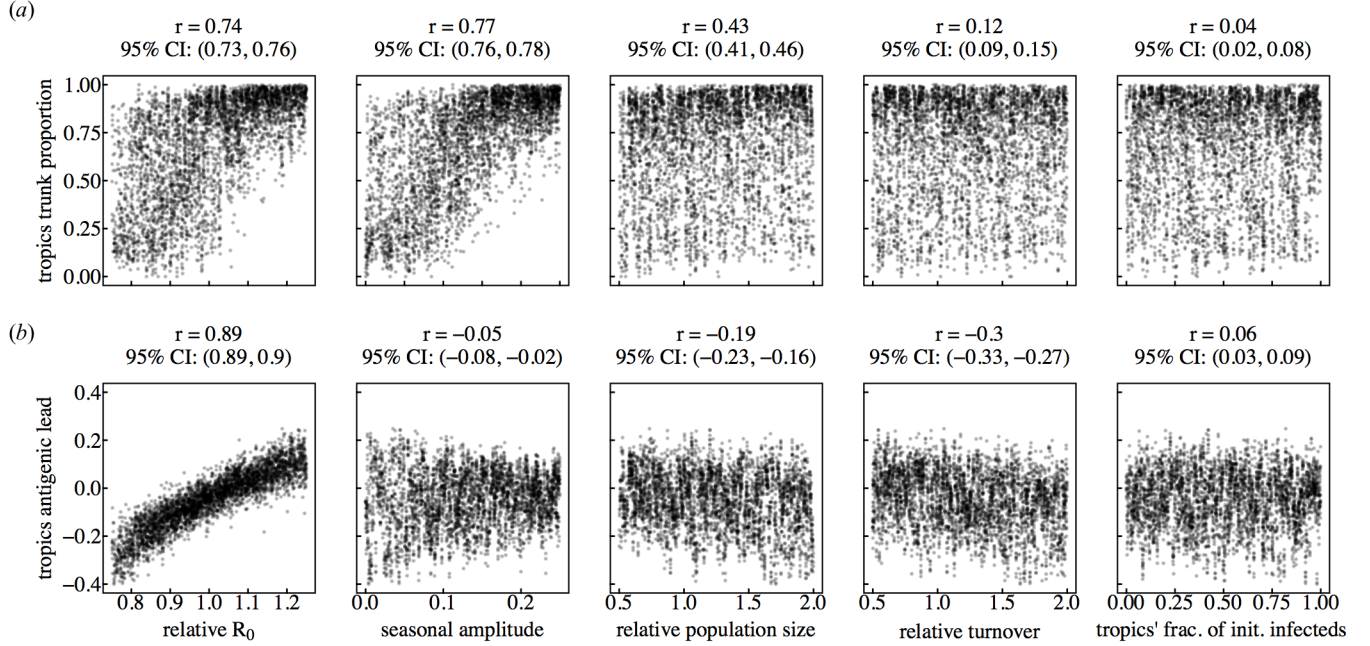 (a)
r = 0.74
95% CI: (0.73, 0.76)
r = 0.77
95% CI: (0.76, 0.78)
r = 0.43
95% CI: (0.41, 0.46)
r = 0.12
95% CI: (0.09, 0.15)
r = 0.04
95% CI: (0.02, 0.08)
tropics trunk proportion
1.00
0.75
0.50
0.25
0.00
(b)
r = 0.89
95% CI: (0.89, 0.9)
r = −0.05
95% CI: (−0.08, −0.02)
r = −0.19
95% CI: (−0.23, −0.16)
r = −0.3
95% CI: (−0.33, −0.27)
r = 0.06
95% CI: (0.03, 0.09)
tropics antigenic lead
0.4
0.2
0.0
−0.2
−0.4
0.8 0.9 1.0 1.1 1.2
relative R0
0.0 0.1 0.2
seasonal amplitude
0.5 1.0 1.5 2.0
relative population size
0.5 1.0 1.5 2.0
relative turnover
0.00 0.25 0.50 0.75 1.00
tropics' frac. of init. infecteds